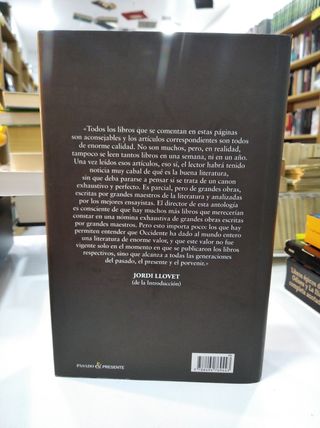 «Todos los libros que se comentan en estas páginas
son aconsejables y los artículos correspondientes son todos
de enorme calidad. No son muchos, pero, en realidad,
tampoco se leen tantos libros en una semana, ni en un año.
Una vez leídos esos artículos, eso sí, el lector habrá tenido
noticia muy cabal de qué es la buena literatura,
sin que deba pararse a pensar si se trata de un canon
exhaustivo y perfecto. Es parcial, pero de grandes obras,
escritas por grandes maestros de la literatura y analizadas
por los mejores ensayistas. El director de esta antología
es consciente de que hay muchos más libros que merecerían
constar en una nómina exhaustiva de grandes obras escritas
por grandes maestros. Pero esto importa poco: los que hay
permiten entender que Occidente ha dado al mundo entero
una literatura de enorme valor, y que este valor no fue
vigente solo en el momento en que se publicaron los libros
respectivos, sino que alcanza a todas las generaciones
del pasado, el presente y el porvenir.»
JORDI LLOVET
(de la Introducción)
PASADO & PRESENTE